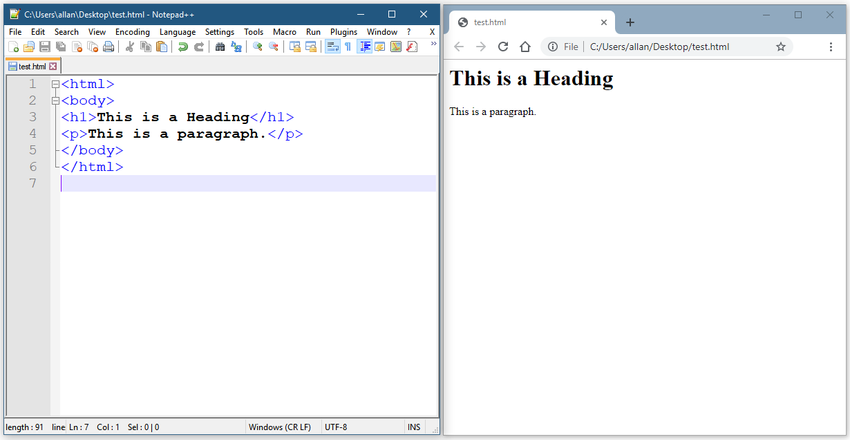 C:\Users\allan\Desktop\test.html - Notepad++
File Edit Search View Encoding Language Settings Tools Macro Run Plugins Window ? X
test.html
1 <html>
2 <body>
3 <h1>This is a Heading</h1>
4 <p>This is a paragraph.</p>
5 </body>
6 </html>
7
length : 91 line Ln : 7 Col : 1 Sel : 0 | 0 Windows (CR LF) UTF-8 INS
test.html
File C:/Users/allan/Desktop/test.html
This is a Heading
This is a paragraph.